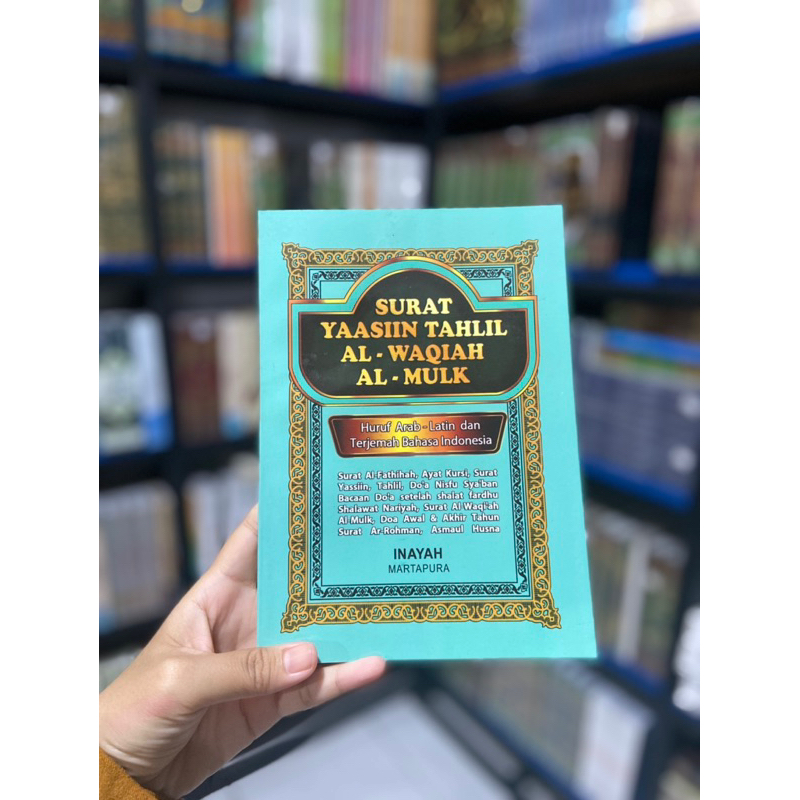 SURAT
YAASIIN TAHLIL
AL - WAQIAH
AL - MULK
Huruf Arab - Latin dan
Terjemah Bahasa Indonesia
Surat Al-Fathihah, Ayat Kursi, Surat
Yassiin, Tahlil, Do'a Nisfu Sya'ban
Bacaan Do'a setelah shalat fardhu
Shalawat Nariyah, Surat Al Waqi'ah
Al Mulk, Doa Awal & Akhir Tahun
Surat Ar-Rohman, Asmaul Husna
INAYAH
MARTAPURA